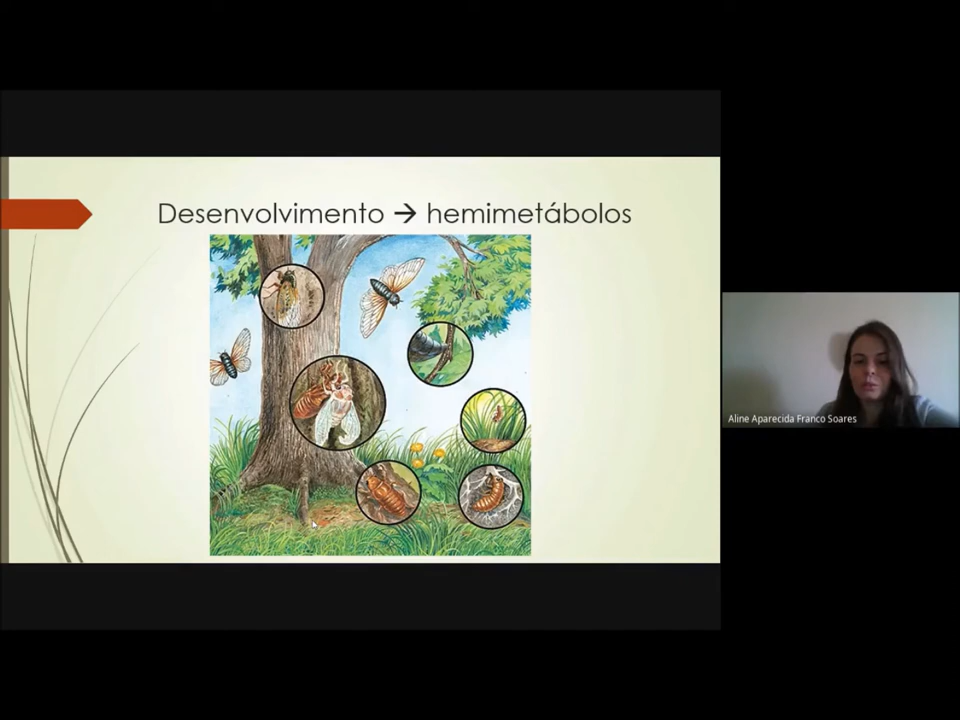 Desenvolvimento → hemimetábolos
Aline Aparecida Franco Soares